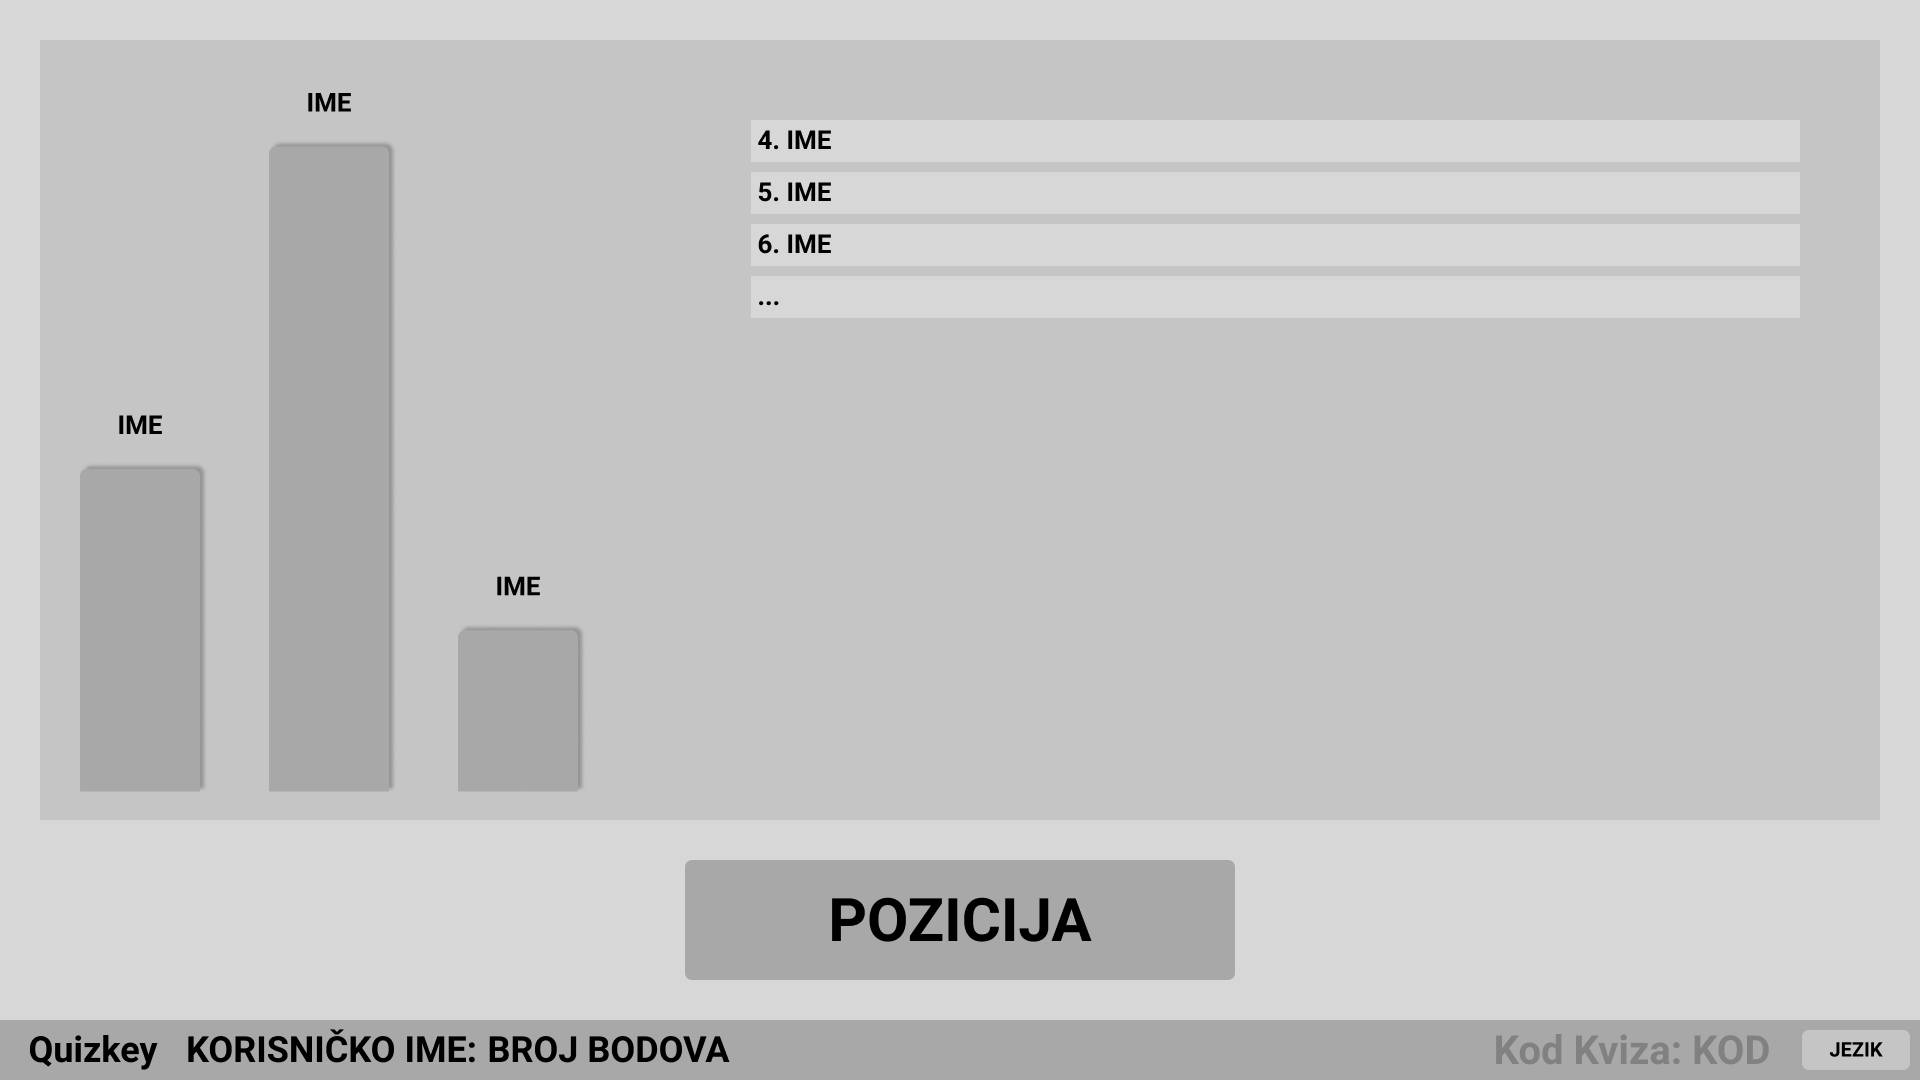 IME
IME
IME
4. IME
5. IME
6. IME
...
POZICIJA
Quizkey KORISNIČKO IME: BROJ BODOVA
Kod Kviza: KOD JEZIK